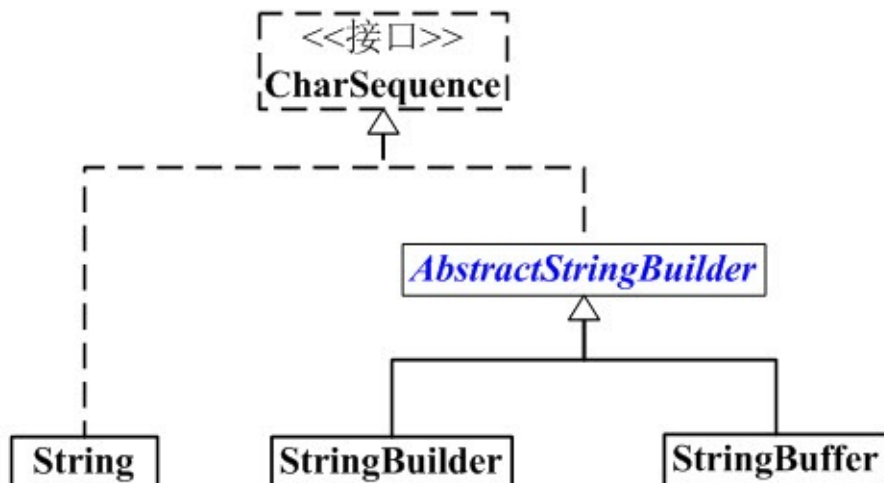 <<接口>>
CharSequence
AbstractStringBuilder
String
StringBuilder
StringBuffer